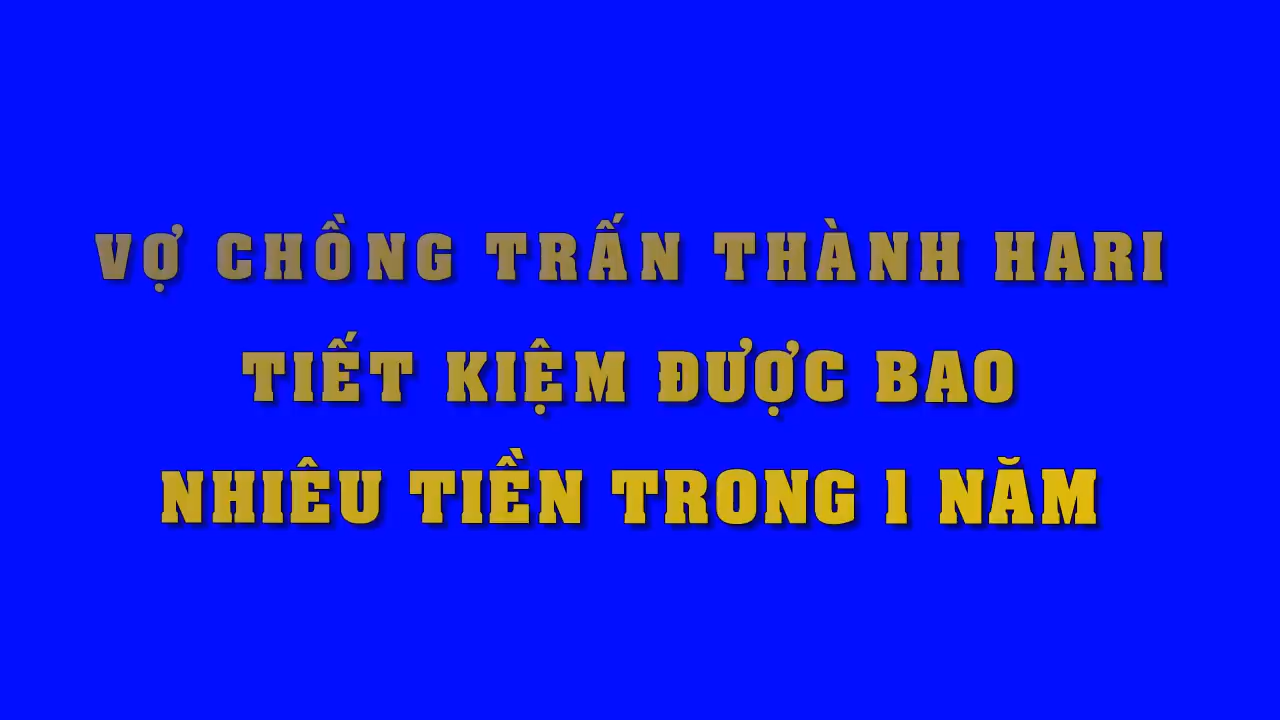 VỢ CHỒNG TRẤN THÀNH HARI
TIẾT KIỆM ĐƯỢC BAO
NHIÊU TIỀN TRONG 1 NĂM